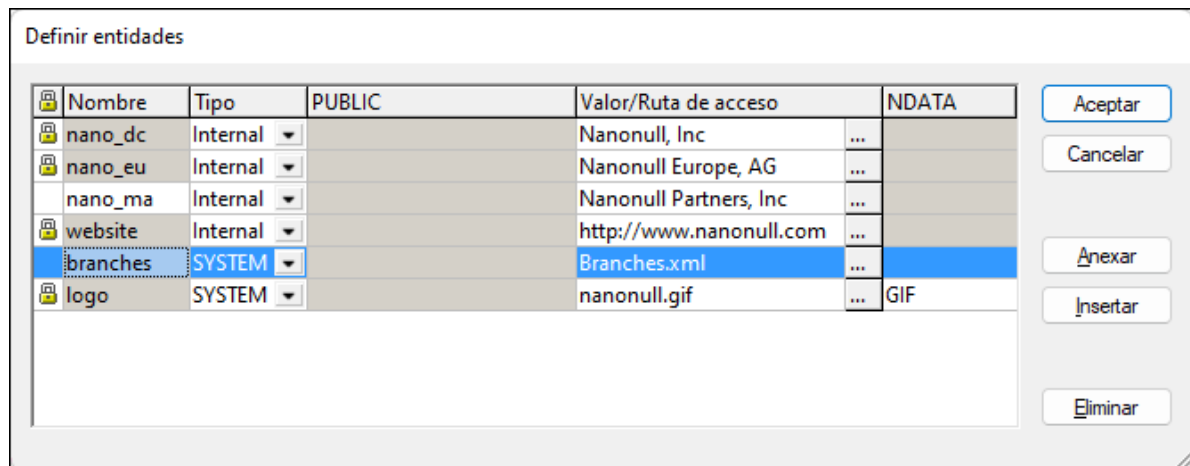 Definir entidades
Nombre Tipo PUBLIC Valor/Ruta de acceso NDATA
nano_dc Internal Nanonull, Inc ...
nano_eu Internal Nanonull Europe, AG ...
nano_ma Internal Nanonull Partners, Inc ...
website Internal http://www.nanonull.com ...
branches SYSTEM Branches.xml ...
logo SYSTEM nanonull.gif ... GIF
Aceptar
Cancelar
Anexar
Insertar
Eliminar